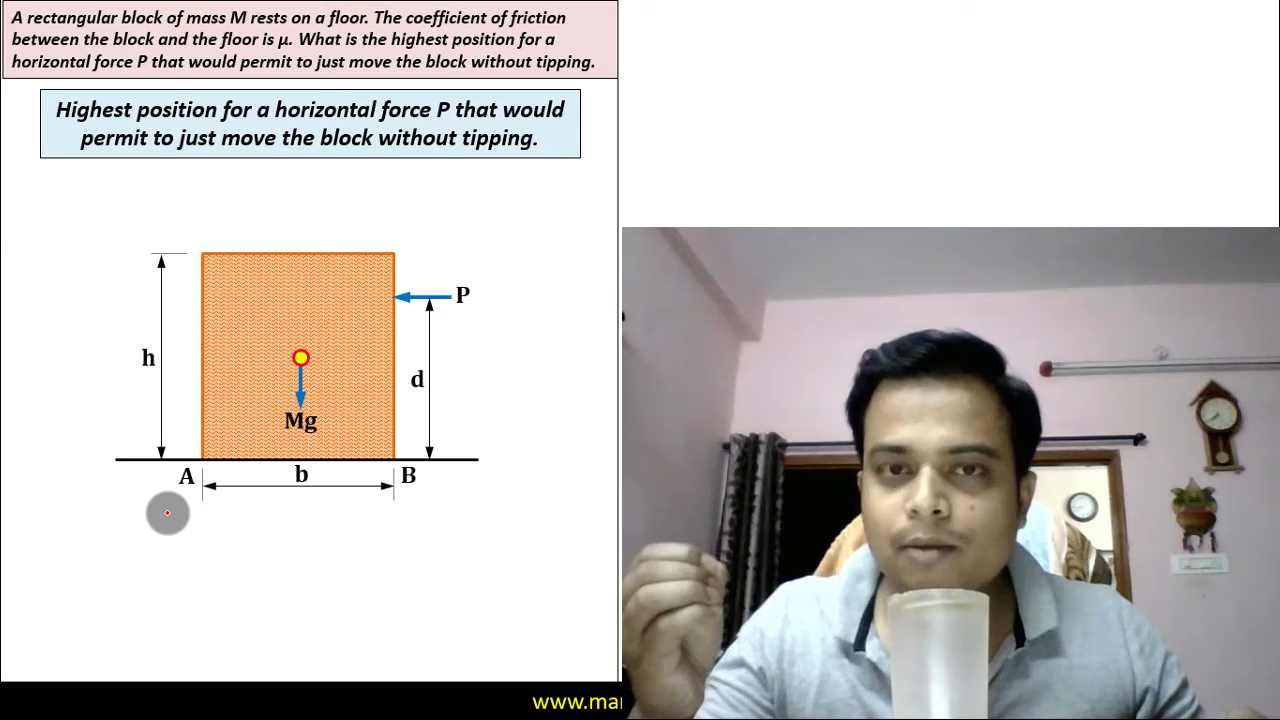 A rectangular block of mass M rests on a floor. The coefficient of friction
between the block and the floor is μ. What is the highest position for a
horizontal force P that would permit to just move the block without tipping.
Highest position for a horizontal force P that would
permit to just move the block without tipping.
P
h
d
Mg
A
b
B
www.mar